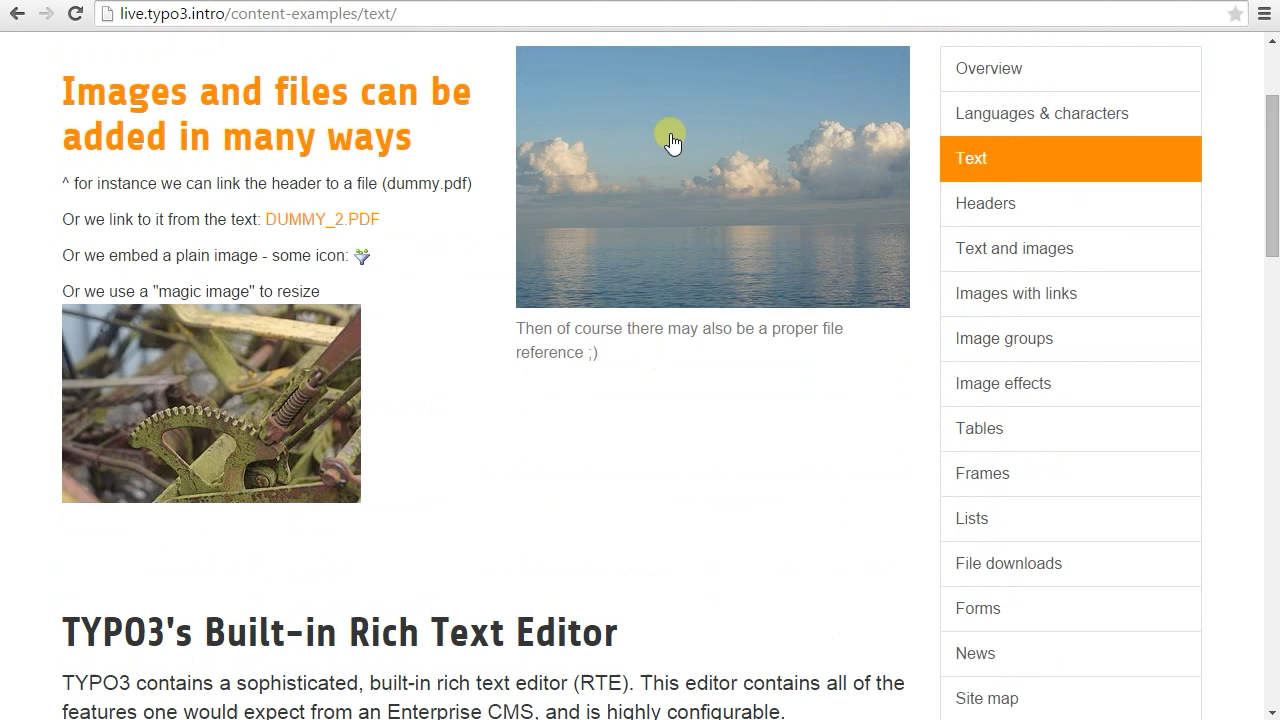 live.typo3.intro/content-examples/text/
Images and files can be
added in many ways
^ for instance we can link the header to a file (dummy.pdf)
Or we link to it from the text: DUMMY_2.PDF
Or we embed a plain image - some icon:
Or we use a "magic image" to resize
Then of course there may also be a proper file
reference ;)
TYPO3's Built-in Rich Text Editor
TYPO3 contains a sophisticated, built-in rich text editor (RTE). This editor contains all of the
features one would expect from an Enterprise CMS, and is highly configurable.
Overview
Languages & characters
Text
Headers
Text and images
Images with links
Image groups
Image effects
Tables
Frames
Lists
File downloads
Forms
News
Site map